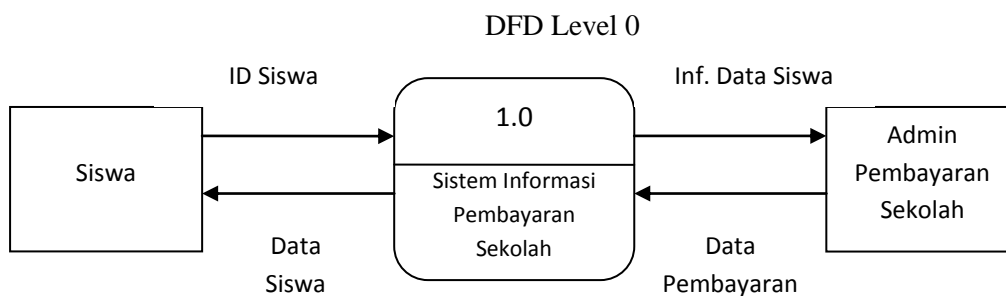 DFD Level 0
ID Siswa
Inf. Data Siswa
Siswa
1.0
Sistem Informasi
Pembayaran
Sekolah
Admin
Pembayaran
Sekolah
Data
Siswa
Data
Pembayaran